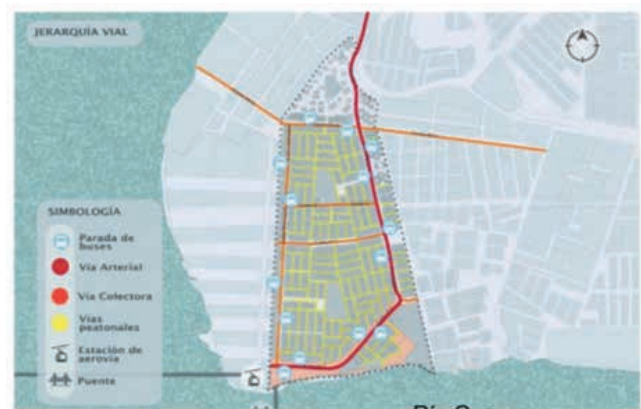 JERARQUÍA VIAL
SIMBOLOGÍA
Parada de
buses
Vía Arterial
Vía Colectora
Vías
peatonales
Estación de
aerovía
Puente